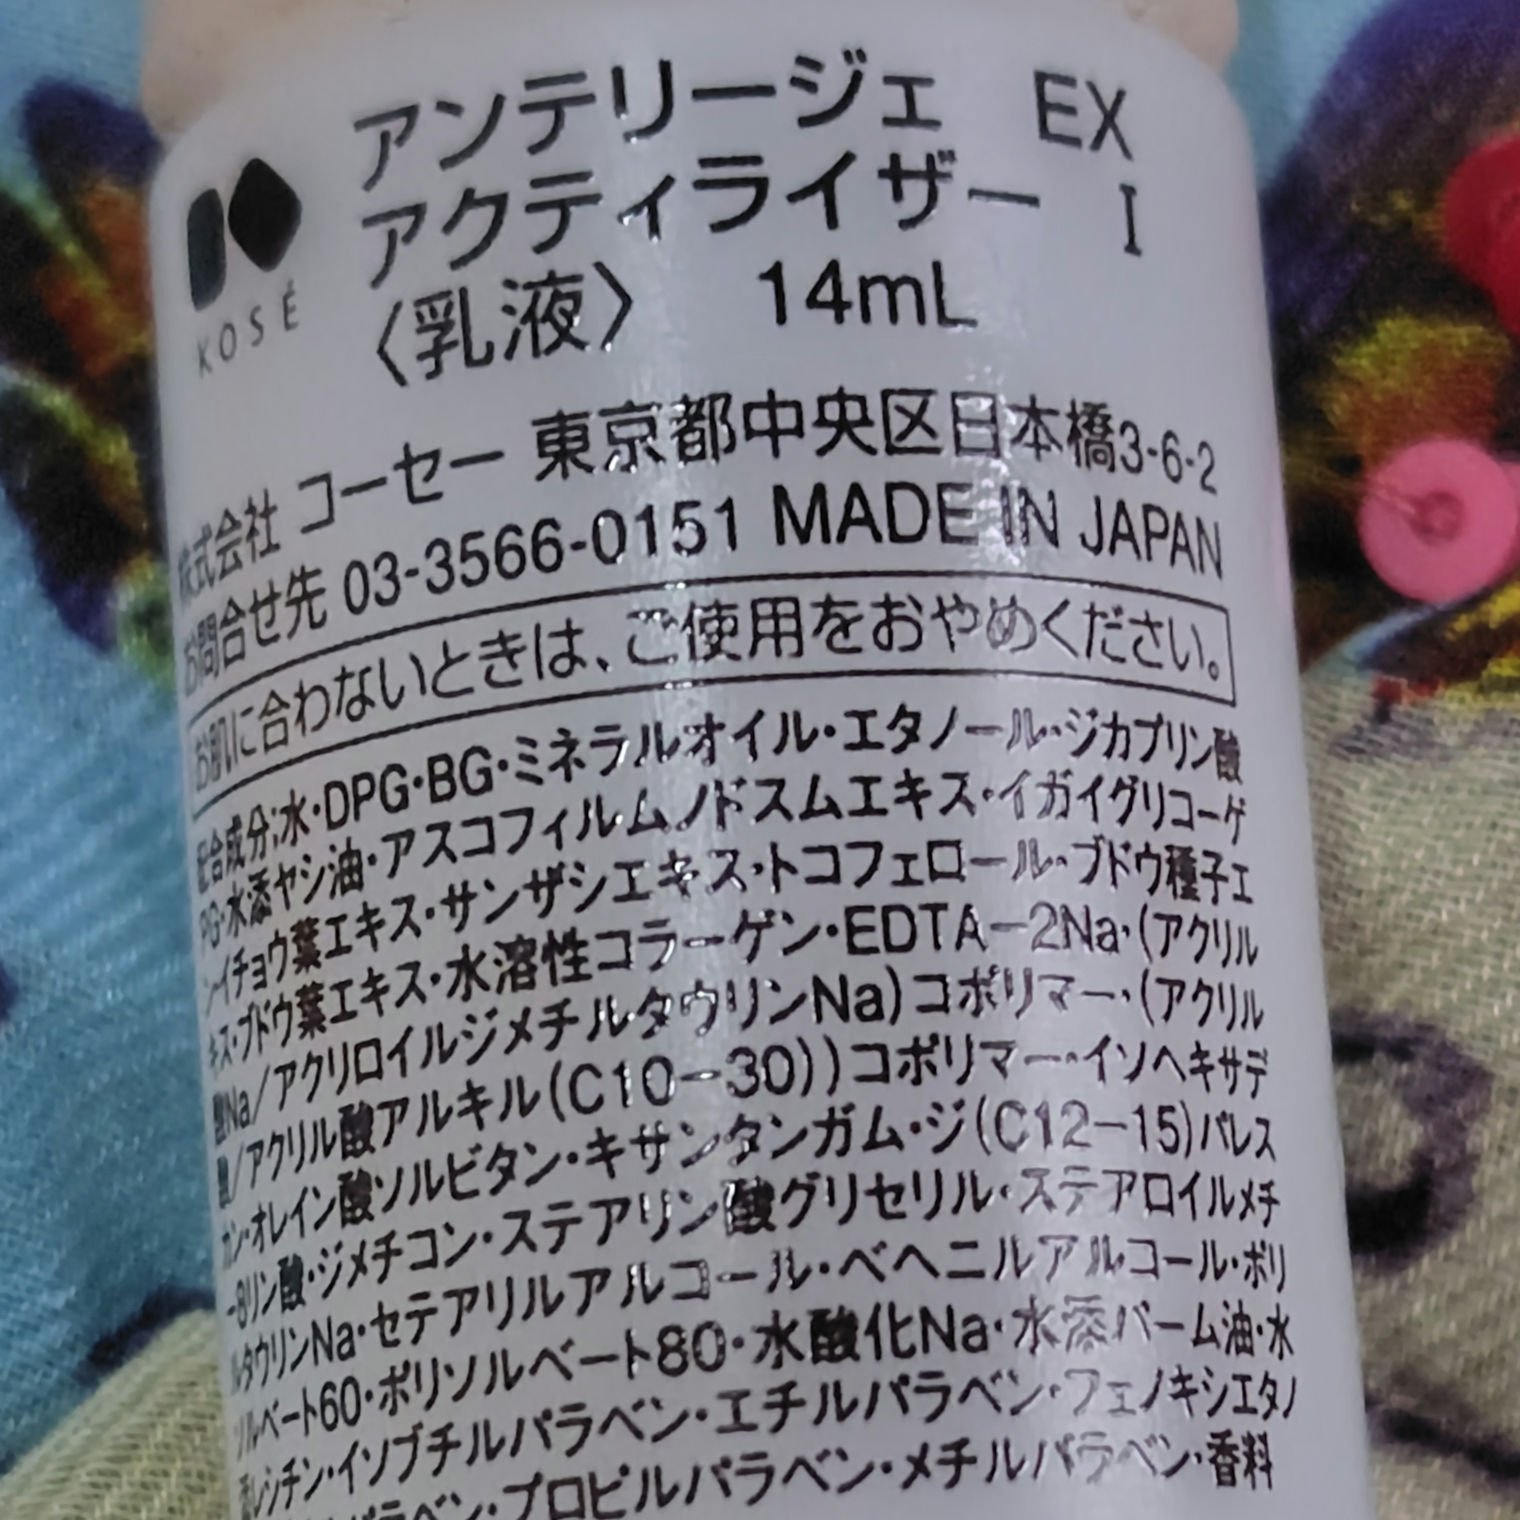 アンテリージェ EX
アクティライザー I
〈乳液〉 14mL
KOSÉ
株式会社 コーセー 東京都中央区日本橋3-6-2
お問合せ先 03-3566-0151 MADE IN JAPAN
お肌に合わないときは、ご使用をおやめください。
配合成分;水・DPG・BG・ミネラルオイル・エタノール・ジカプリン酸
PG・水添ヤシ油・アスコフィルムノドスムエキス・イガイグリコーゲ
ン・イチョウ葉エキス・サンザシエキス・トコフェロール・ブドウ種子エ
キス・ブドウ葉エキス・水溶性コラーゲン・EDTA-2Na・(アクリル
酸Na/アクリロイルジメチルタウリンNa)コポリマー・(アクリル
酸/アクリル酸アルキル(C10-30))コポリマー・イソヘキサデ
カン・オレイン酸ソルビタン・キサンタンガム・ジ(C12-15)パレス
-8リン酸・ジメチコン・ステアリン酸グリセリル・ステアロイルメチ
ルタウリンNa・セテアリルアルコール・ベヘニルアルコール・ポリ
ソルベート60・ポリソルベート80・水酸化Na・水添パーム油・水
添レシチン・イソブチルパラベン・エチルパラベン・フェノキシエタノ
パラベン・プロピルパラベン・メチルパラベン・香料